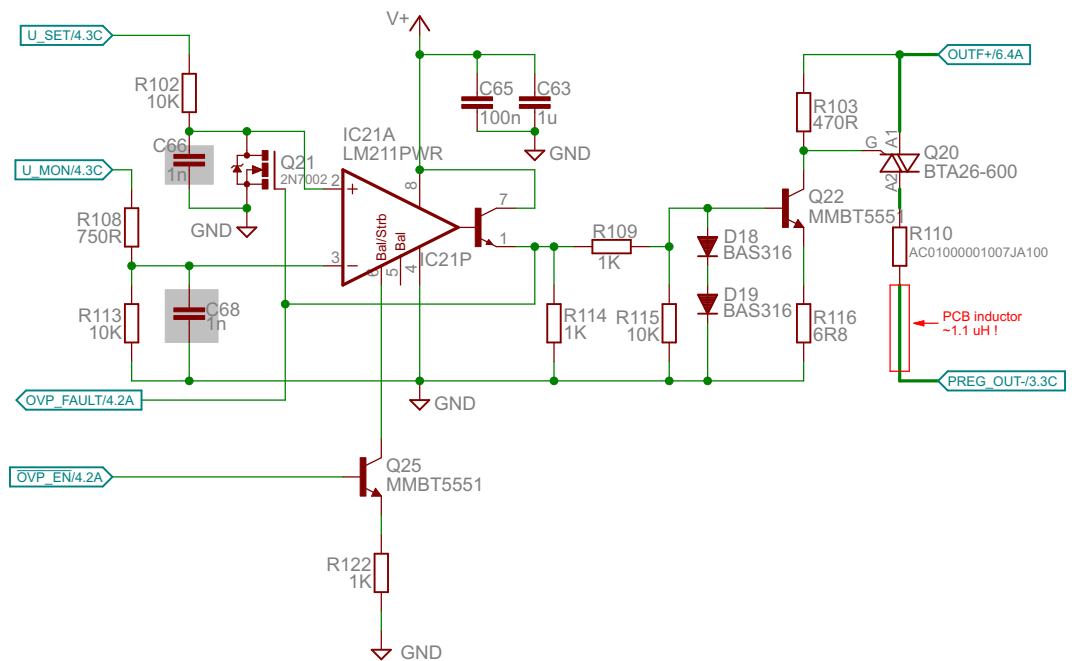 V+
U_SET/4.3C
OUTF+/6.4A
R102
10K
C65
100n
C63
1u
R103
470R
A1
C66
1n
Q21
2N7002
IC21A
LM211PWR
GND
G
Q20
BTA26-600
A2
U_MON/4.3C
GND
2
+
8
7
Q22
MMBT5551
R108
750R
Bal/Strb
Bal
1
IC21P
R109
1K
D18
BAS316
R110
AC01000001007JA100
3
−
6
5
4
R113
10K
C68
1n
R114
1K
R115
10K
D19
BAS316
R116
6R8
PCB inductor
~1.1 uH !
OVP_FAULT/4.2A
GND
PREG_OUT-/3.3C
OVP_EN/4.2A
Q25
MMBT5551
R122
1K
GND